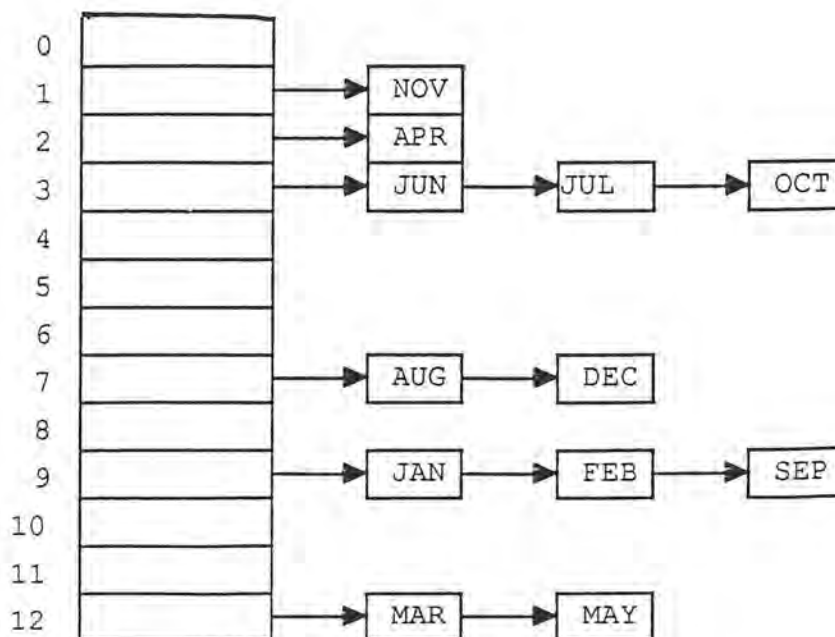 0
1 NOV
2 APR
3 JUN JUL OCT
4
5
6
7 AUG DEC
8
9 JAN FEB SEP
10
11
12 MAR MAY